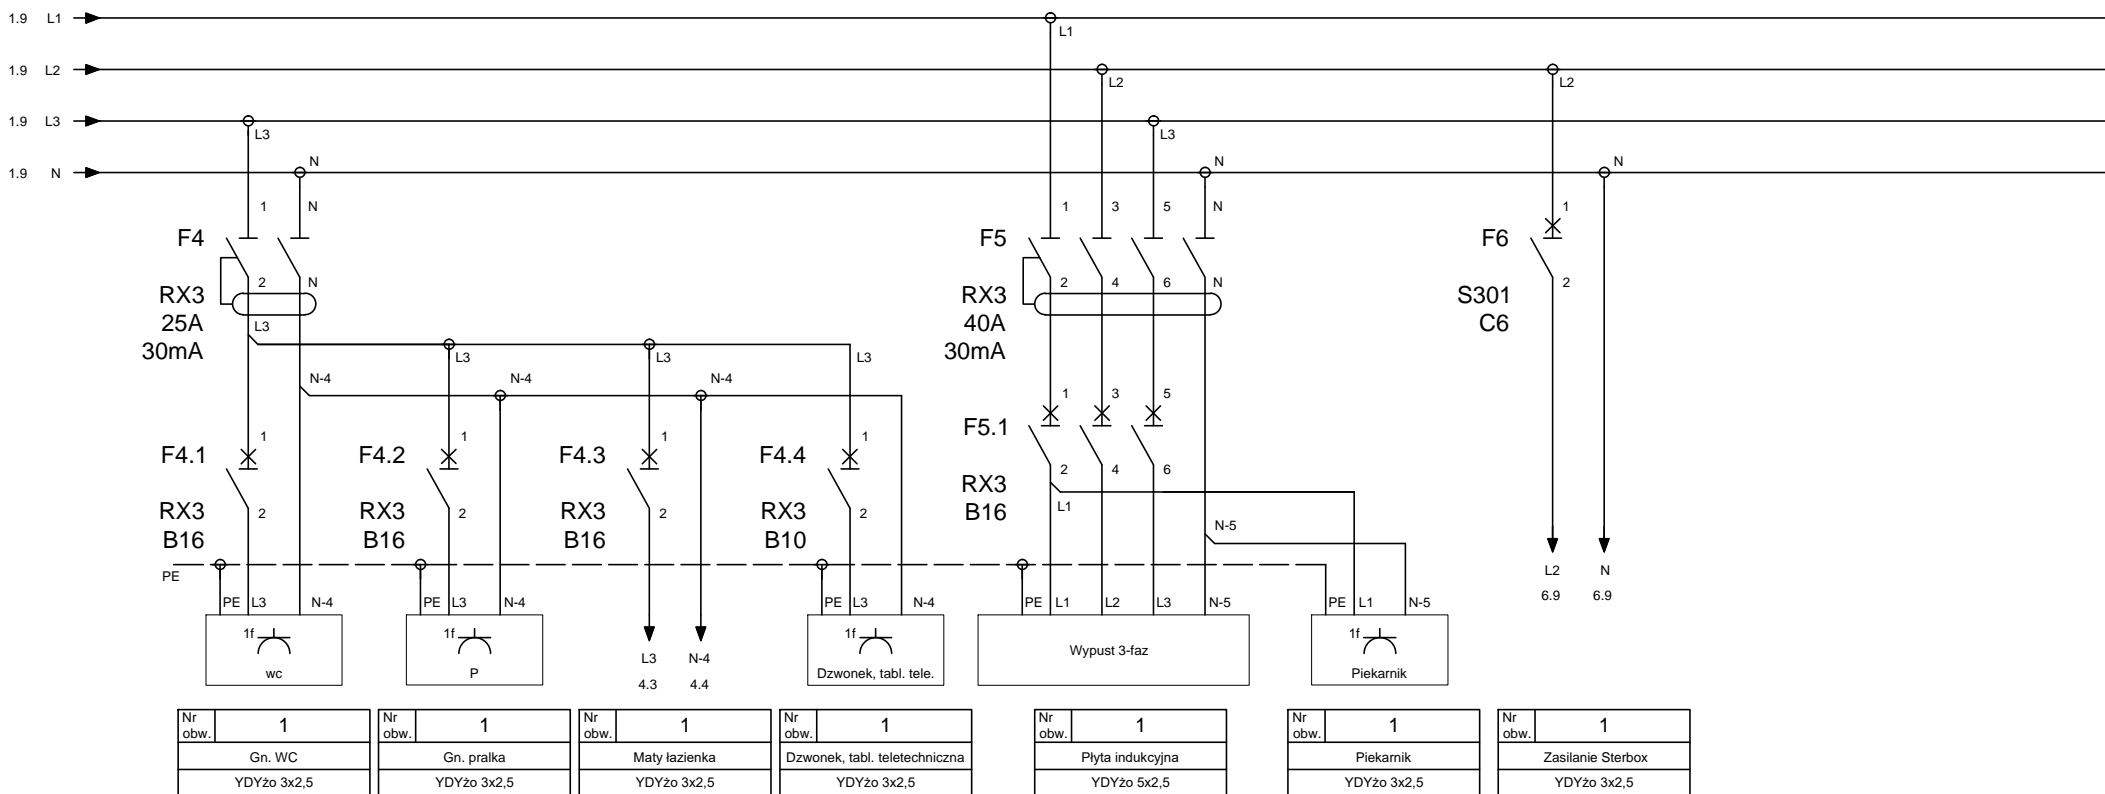 1.9 L1
L1
1.9 L2
L2 L2
1.9 L3
L3 L3
1.9 N
N N N
1 N 1 3 5 N 1
F4 F5 F6
2 N 2 4 6 N 2
RX3 RX3 S301
25A 40A C6
30mA 30mA
L3 L3 L3 L3
N-4 N-4 N-4
1 3 5
F5.1
1 1 1 1
F4.1 F4.2 F4.3 F4.4
2 4 6
RX3
B16
L1
RX3 RX3 RX3 RX3
2 2 2 2
B16 B16 B16 B10
N-5
PE
L2 N
6.9 6.9
PE L3 N-4 PE L3 N-4 PE L3 N-4 PE L1 L2 L3 N-5 PE L1 N-5
1f 1f 1f 1f
wc P Dzwonek, tabl. tele. Wypust 3-faz Piekarnik
L3 N-4
4.3 4.4
Nr obw. 1
Gn. WC
YDYżo 3x2,5
Nr obw. 1
Gn. pralka
YDYżo 3x2,5
Nr obw. 1
Maty łazienka
YDYżo 3x2,5
Nr obw. 1
Dzwonek, tabl. teletechniczna
YDYżo 3x2,5
Nr obw. 1
Płyta indukcyjna
YDYżo 5x2,5
Nr obw. 1
Piekarnik
YDYżo 3x2,5
Nr obw. 1
Zasilanie Sterbox
YDYżo 3x2,5